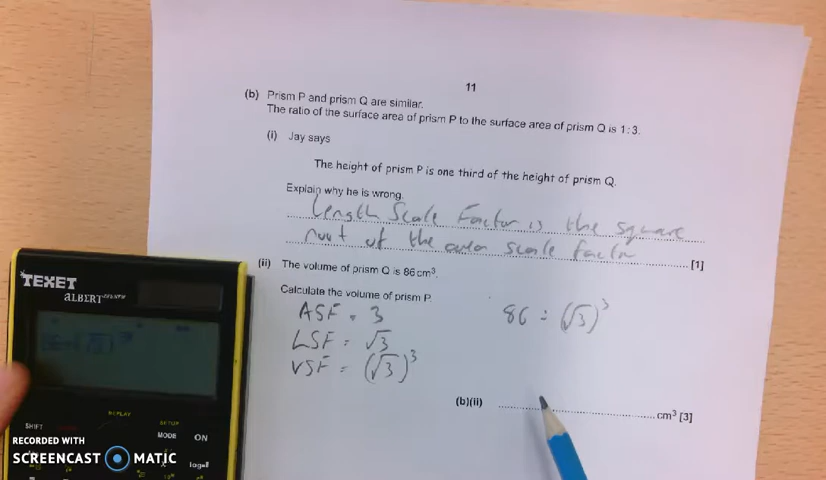 11
(b) Prism P and prism Q are similar.
The ratio of the surface area of prism P to the surface area of prism Q is 1:3.
(i) Jay says
The height of prism P is one third of the height of prism Q.
Explain why he is wrong.
Length Scale Factor is the square
root of the area scale factor
[1]
(ii) The volume of prism Q is 86 cm³.
Calculate the volume of prism P.
ASF = 3
LSF = √3
VSF = (√3)³
86 ÷ (√3)³
(b)(ii) cm³ [3]
TEXET
ALBERT
SHIFT
REPLAY
SETUP
MODE
ON
RECORDED WITH
SCREENCAST MATIC